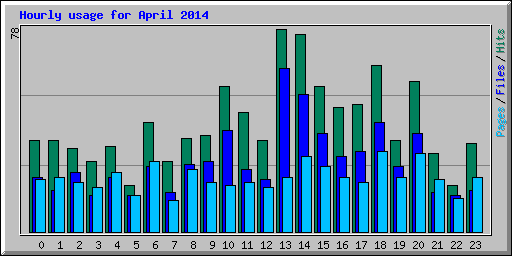 Hourly usage for April 2014
78
Pages / Files / Hits
0 1 2 3 4 5 6 7 8 9 10 11 12 13 14 15 16 17 18 19 20 21 22 23